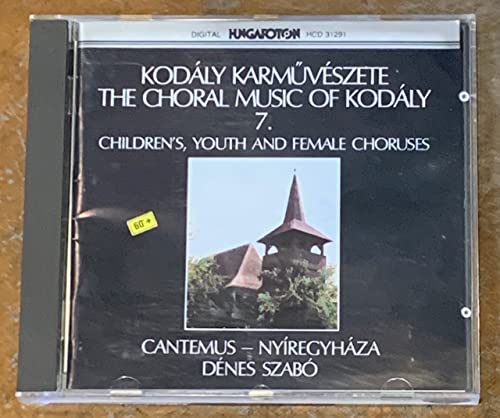 DIGITAL HUNGAROTON HCD 31291
KODÁLY KARMŰVÉSZETE
THE CHORAL MUSIC OF KODÁLY
7.
CHILDREN'S, YOUTH AND FEMALE CHORUSES
60 +
CANTEMUS – NYÍREGYHÁZA
DÉNES SZABÓ